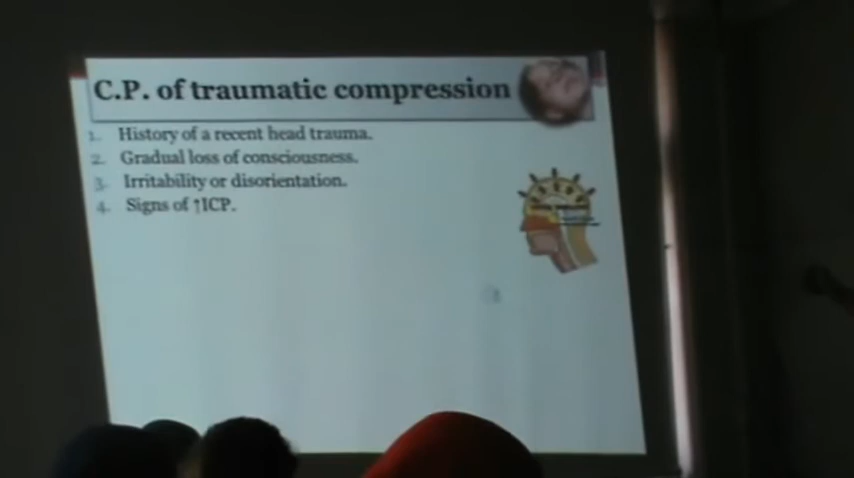 C.P. of traumatic compression
1. History of a recent head trauma.
2. Gradual loss of consciousness.
3. Irritability or disorientation.
4. Signs of ↑ICP.